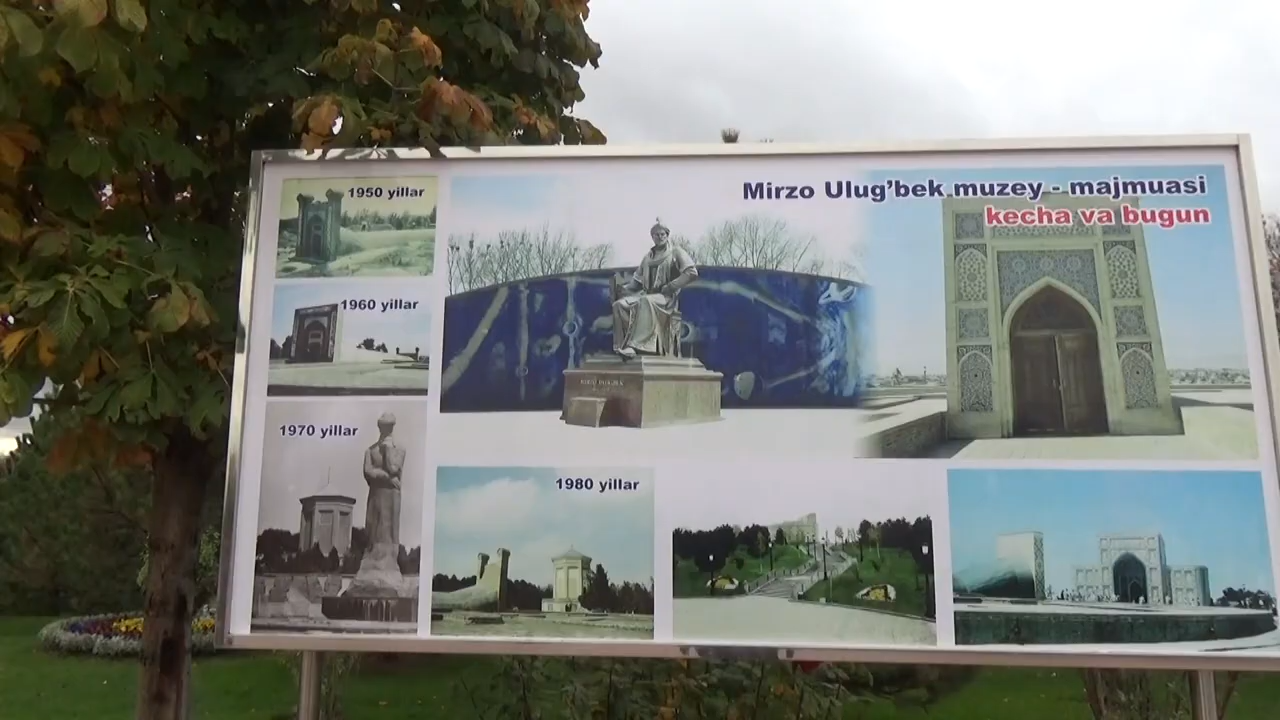 Mirzo Ulug'bek muzey - majmuasi
kecha va bugun
1950 yillar
1960 yillar
1970 yillar
1980 yillar